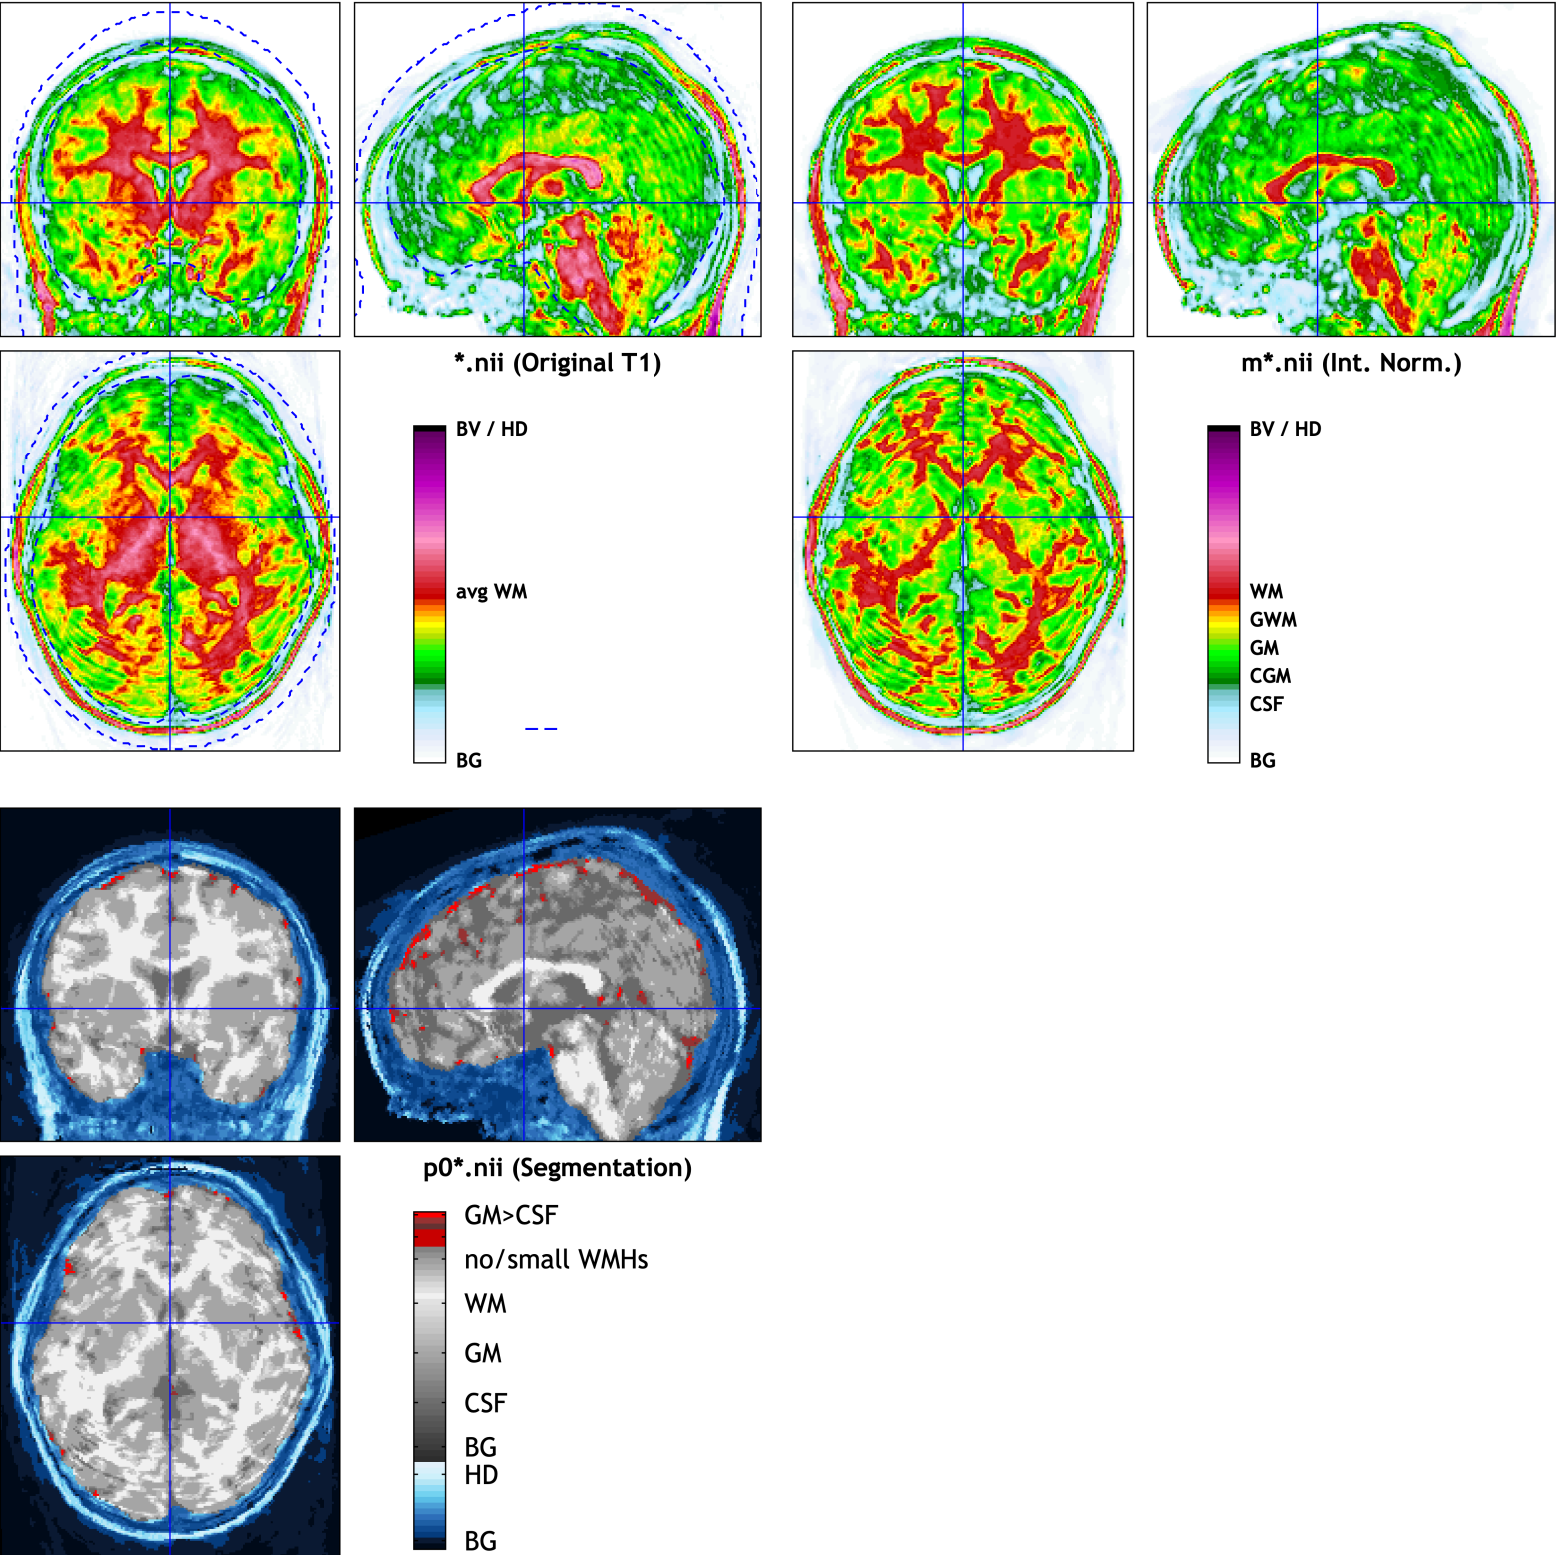 *.nii (Original T1)
BV / HD
avg WM
BG
m*.nii (Int. Norm.)
BV / HD
WM
GWM
GM
CGM
CSF
BG
p0*.nii (Segmentation)
GM>CSF
no/small WMHs
WM
GM
CSF
BG
HD
BG